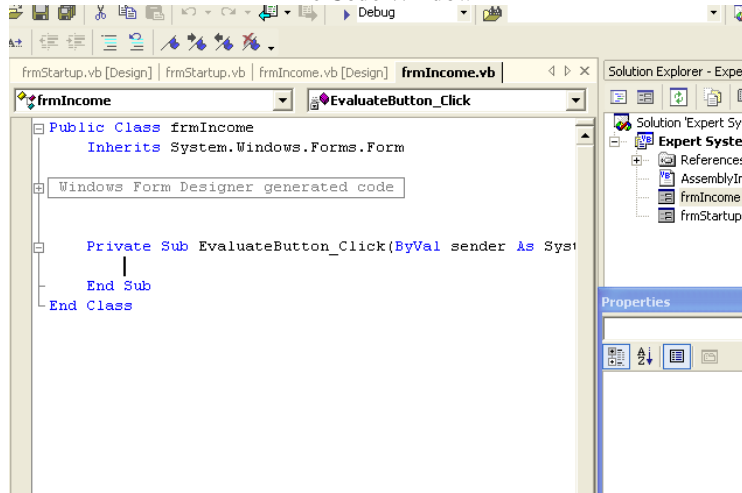 Debug
frmStartup.vb [Design] frmStartup.vb frmIncome.vb [Design] frmIncome.vb
Solution Explorer - Expe
frmIncome
EvaluateButton_Click
Public Class frmIncome
Inherits System.Windows.Forms.Form
Windows Form Designer generated code
Private Sub EvaluateButton_Click(ByVal sender As Syst
End Sub
End Class
Solution 'Expert Sy
Expert Syste
References
AssemblyIn
frmIncome
frmStartup
Properties